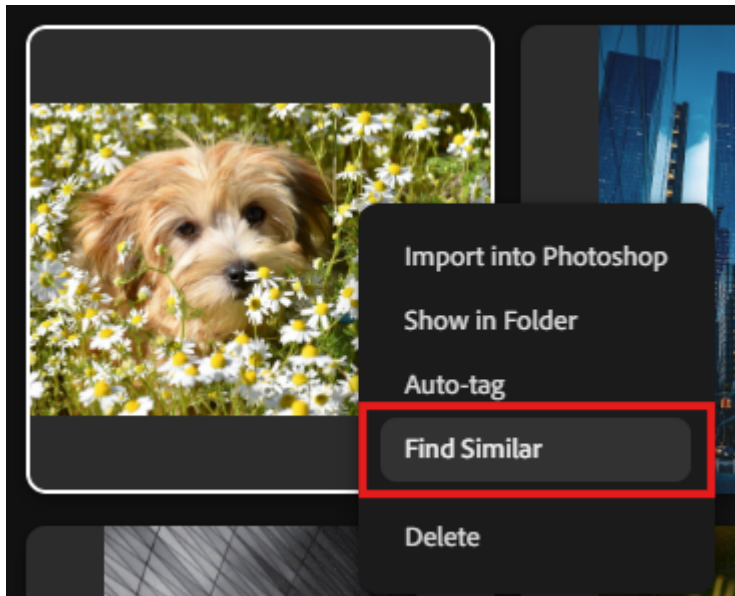 Import into Photoshop
Show in Folder
Auto-tag
Find Similar
Delete